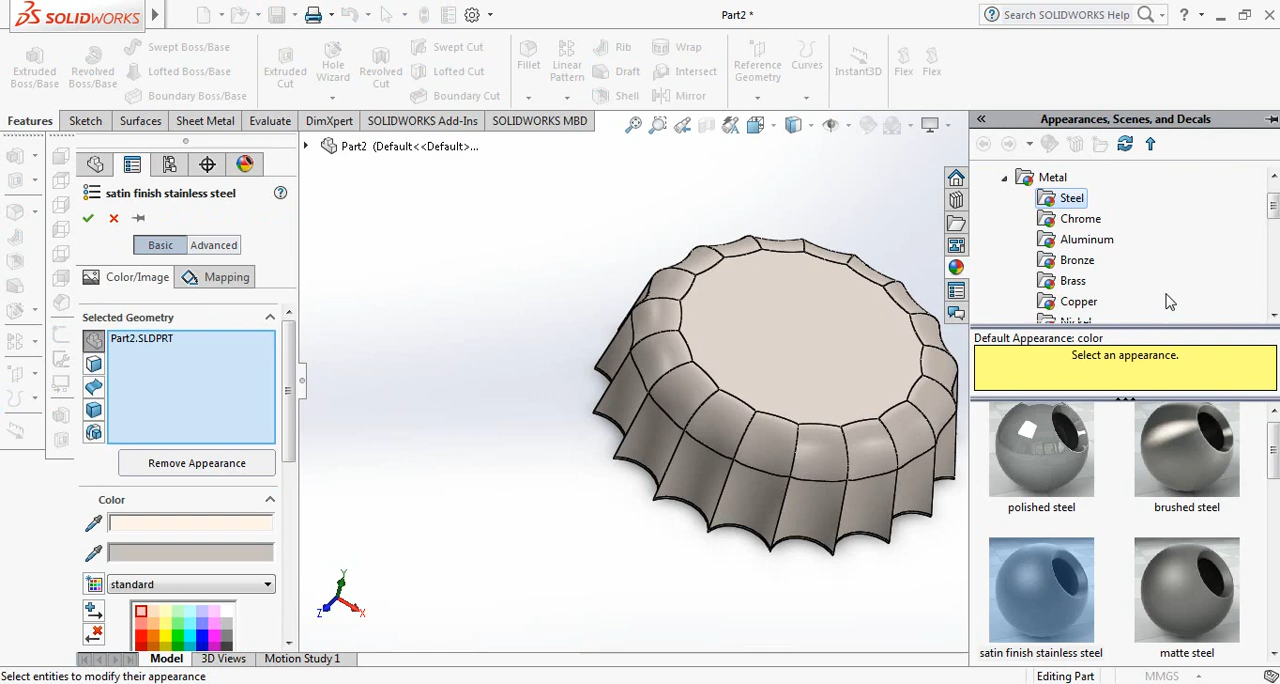 SOLIDWORKS
Part2 *
Search SOLIDWORKS Help
Extruded Boss/Base
Revolved Boss/Base
Swept Boss/Base
Lofted Boss/Base
Boundary Boss/Base
Extruded Cut
Hole Wizard
Revolved Cut
Swept Cut
Lofted Cut
Boundary Cut
Fillet
Linear Pattern
Rib
Draft
Shell
Wrap
Intersect
Mirror
Reference Geometry
Curves
Instant3D
Flex
Flex
Features
Sketch
Surfaces
Sheet Metal
Evaluate
DimXpert
SOLIDWORKS Add-Ins
SOLIDWORKS MBD
satin finish stainless steel
Basic
Advanced
Color/Image
Mapping
Selected Geometry
Part2.SLDPRT
Remove Appearance
Color
standard
Part2 (Default<<Default>...
Y
Z
X
Appearances, Scenes, and Decals
Metal
Steel
Chrome
Aluminum
Bronze
Brass
Copper
Nickel
Default Appearance: color
Select an appearance.
polished steel
brushed steel
satin finish stainless steel
matte steel
Model
3D Views
Motion Study 1
Select entities to modify their appearance
Editing Part
MMGS